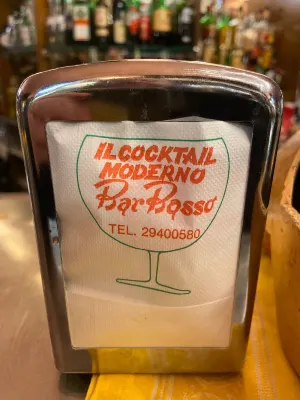 IL COCKTAIL
MODERNO
Bar Basso
TEL. 29400580